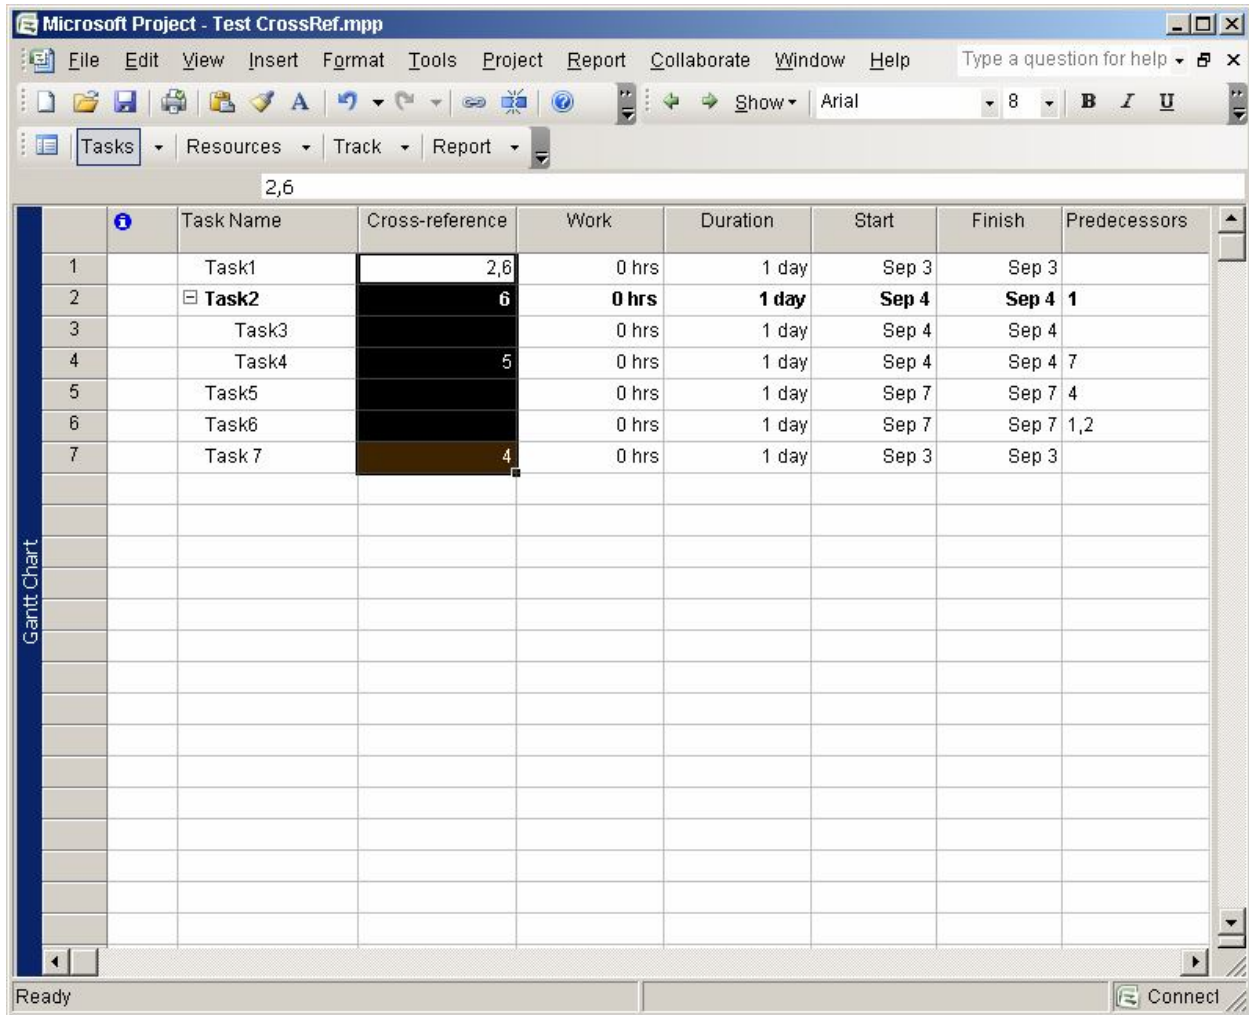 Microsoft Project - Test CrossRef.mpp
File Edit View Insert Format Tools Project Report Collaborate Window Help Type a question for help
A Show Arial 8 B I U
Tasks Resources Track Report
2,6
Task Name Cross-reference Work Duration Start Finish Predecessors
1 Task1 2,6 0 hrs 1 day Sep 3 Sep 3
2 Task2 6 0 hrs 1 day Sep 4 Sep 4 1
3 Task3 0 hrs 1 day Sep 4 Sep 4
4 Task4 5 0 hrs 1 day Sep 4 Sep 4 7
5 Task5 0 hrs 1 day Sep 7 Sep 7 4
6 Task6 0 hrs 1 day Sep 7 Sep 7 1,2
7 Task 7 4 0 hrs 1 day Sep 3 Sep 3
Gantt Chart
Ready Connect